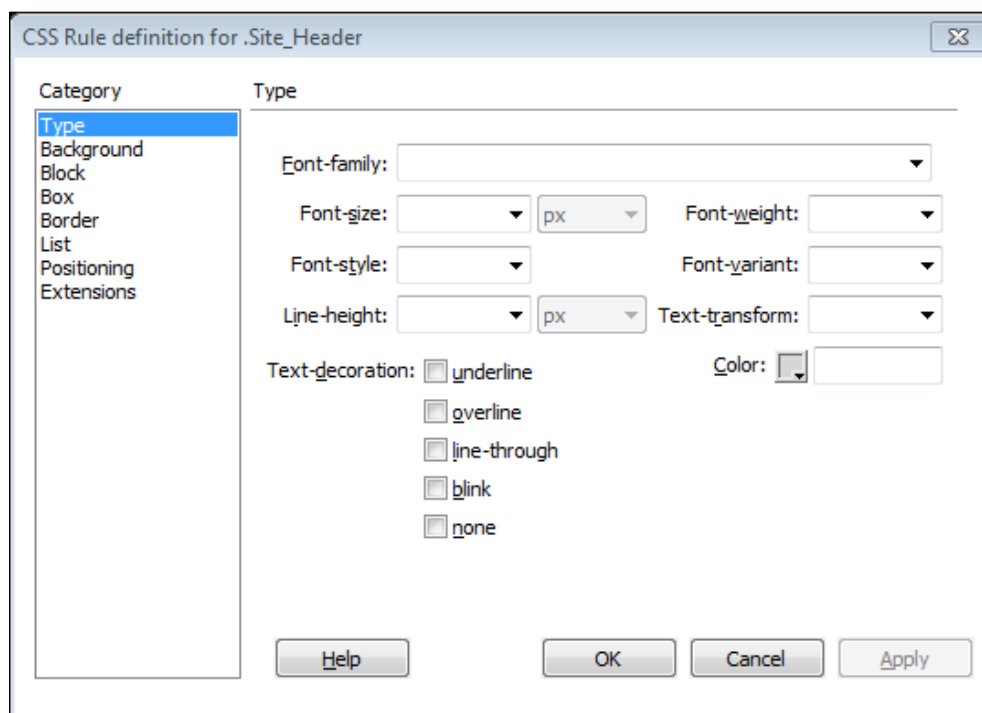 CSS Rule definition for .Site_Header
Category
Type
Background
Block
Box
Border
List
Positioning
Extensions
Type
Font-family:
Font-size: px Font-weight:
Font-style: Font-variant:
Line-height: px Text-transform:
Text-decoration: underline Color:
overline
line-through
blink
none
Help OK Cancel Apply